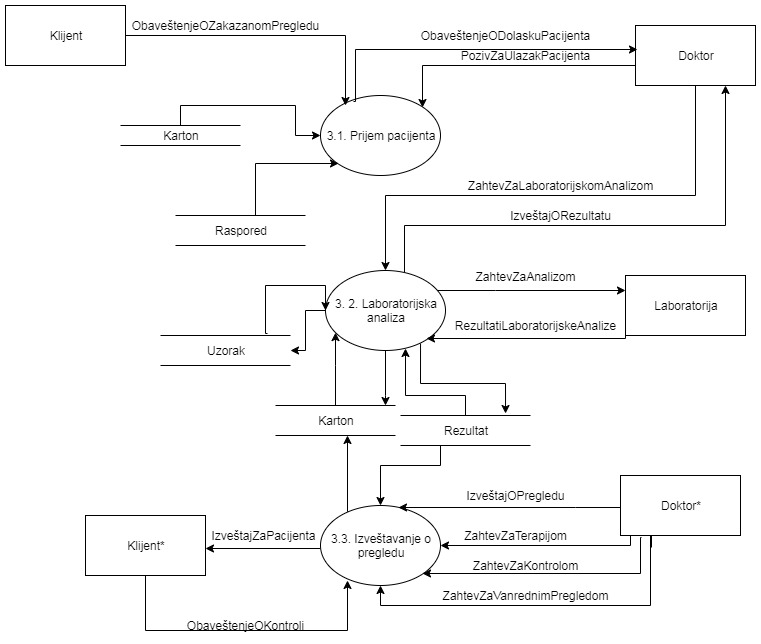 Klijent
ObaveštenjeOZakazanomPregledu
ObaveštenjeODolaskuPacijenta
PozivZaUlazakPacijenta
Doktor
Karton
3.1. Prijem pacijenta
Raspored
ZahtevZaLaboratorijskomAnalizom
IzveštajORezultatu
3. 2. Laboratorijska
analiza
ZahtevZaAnalizom
Laboratorija
RezultatiLaboratorijskeAnalize
Uzorak
Karton
Rezultat
IzveštajOPregledu
Doktor*
Klijent*
IzveštajZaPacijenta
3.3. Izveštavanje o
pregledu
ZahtevZaTerapijom
ZahtevZaKontrolom
ZahtevZaVanrednimPregledom
ObaveštenjeOKontroli